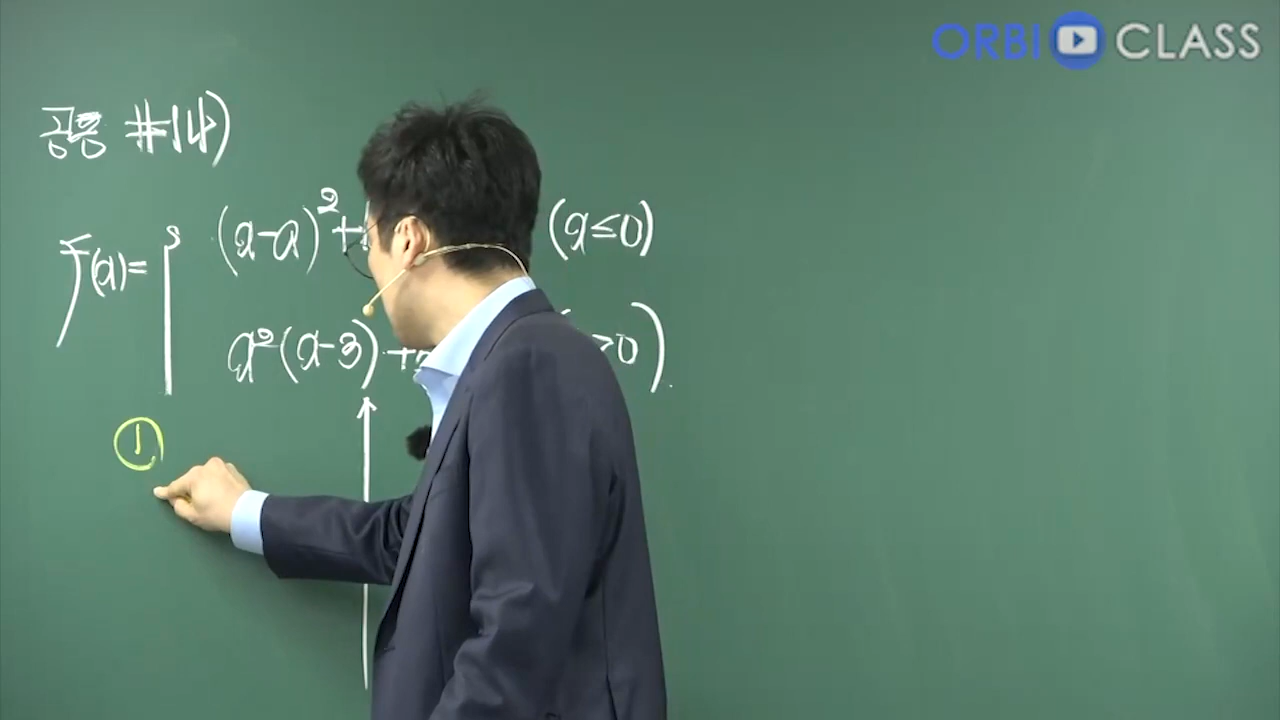 ORBI CLASS
공통 #14)
f(x)= (x-a)²+ (x≤0)
x²(x-3)+ >0)
①